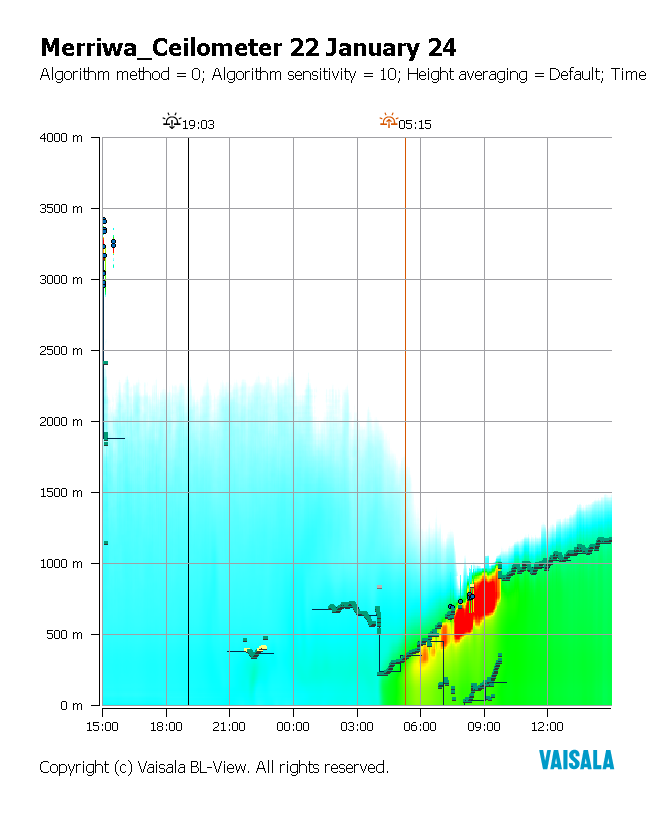 Merriwa_Ceilometer 22 January 24
Algorithm method = 0; Algorithm sensitivity = 10; Height averaging = Default; Time
19:03 05:15
4000 m
3500 m
3000 m
2500 m
2000 m
1500 m
1000 m
500 m
0 m
15:00 18:00 21:00 00:00 03:00 06:00 09:00 12:00
Copyright (c) Vaisala BL-View. All rights reserved.
VAISALA